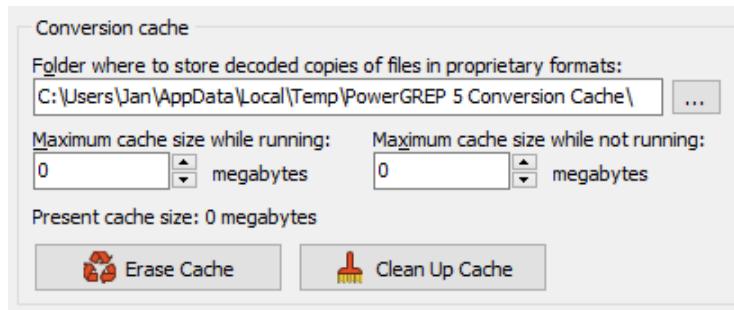 Conversion cache
Folder where to store decoded copies of files in proprietary formats:
C:\Users\Jan\AppData\Local\Temp\PowerGREP 5 Conversion Cache\ ...
Maximum cache size while running: Maximum cache size while not running:
0 megabytes 0 megabytes
Present cache size: 0 megabytes
Erase Cache Clean Up Cache